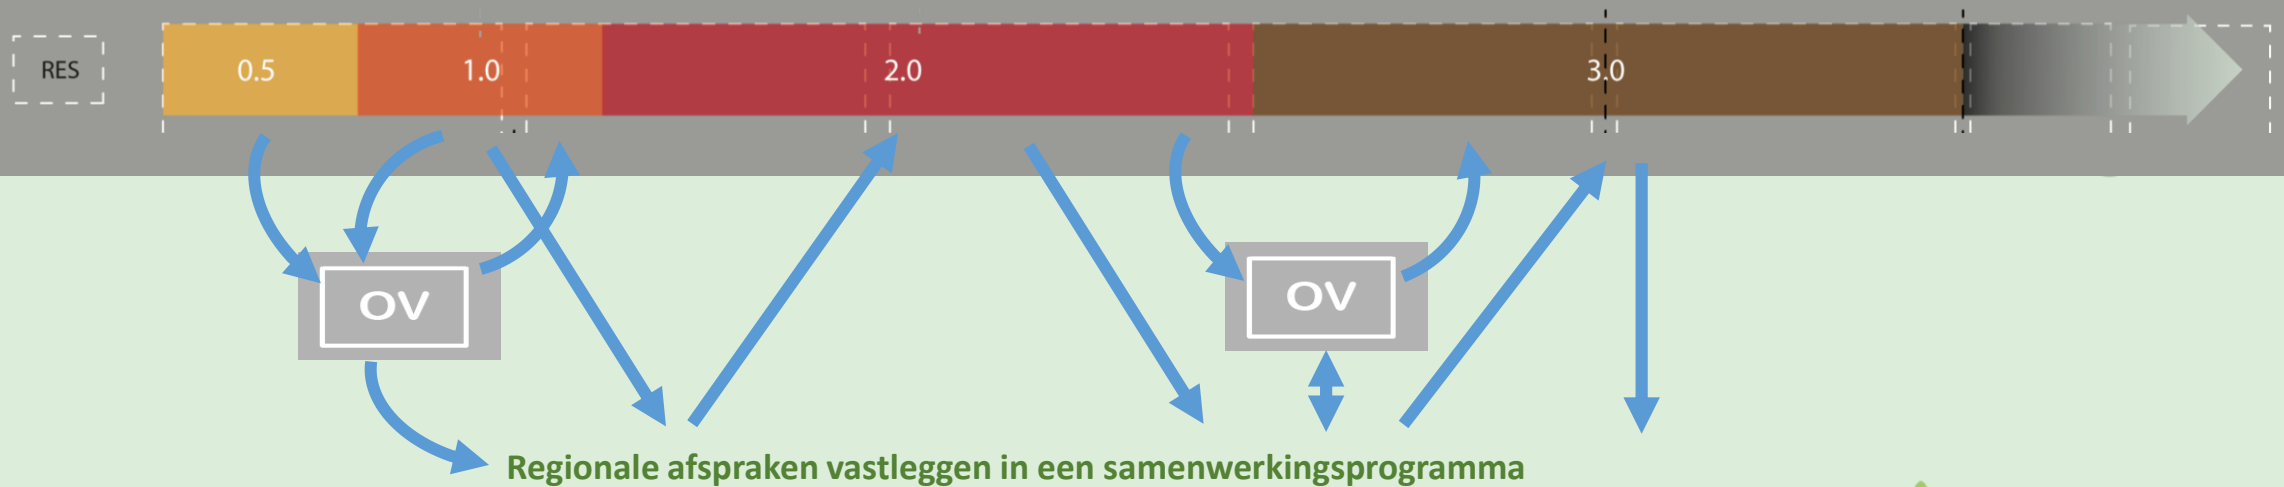 RES
0.5
1.0
2.0
3.0
OV
OV
Regionale afspraken vastleggen in een samenwerkingsprogramma